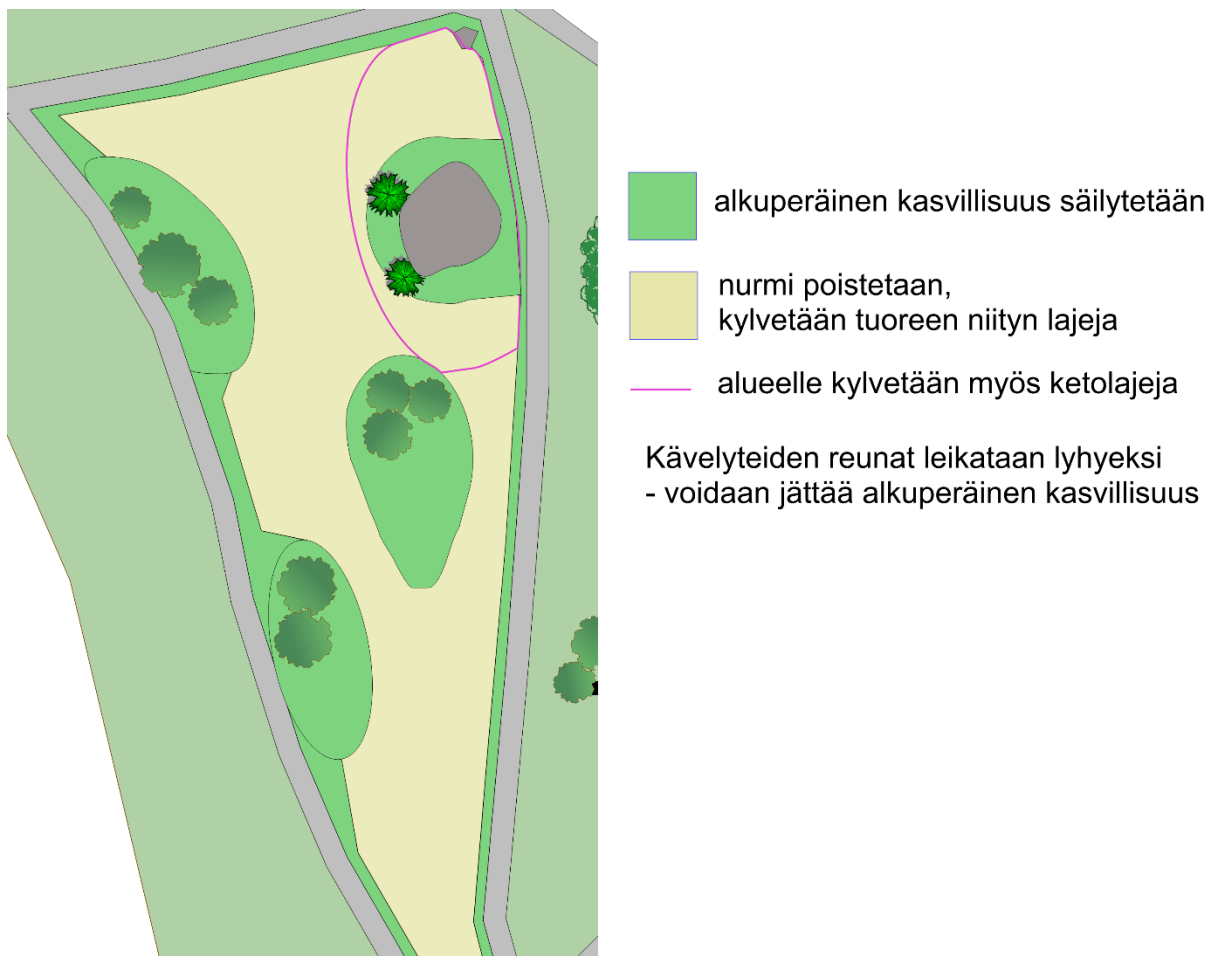 alkuperäinen kasvillisuus säilytetään
nurmi poistetaan,
kylvetään tuoreen niityn lajeja
alueelle kylvetään myös ketolajeja
Kävelyteiden reunat leikataan lyhyeksi
- voidaan jättää alkuperäinen kasvillisuus